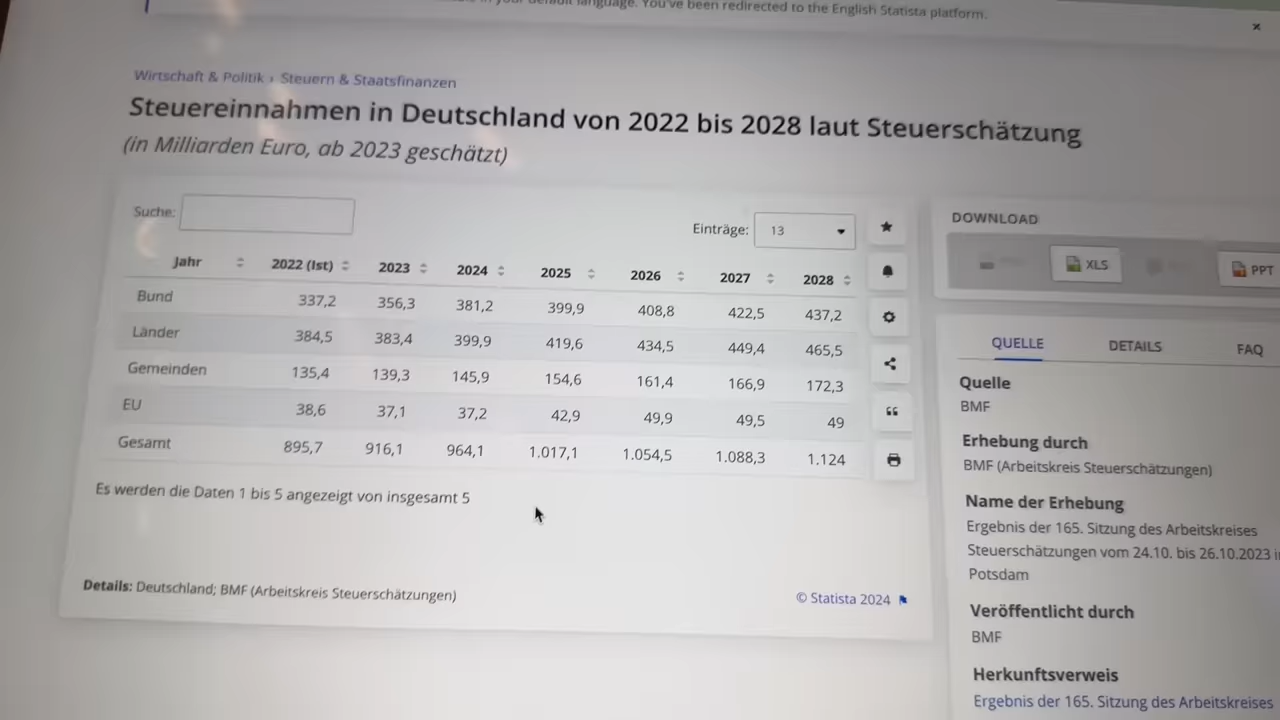 in your default language. You've been redirected to the English Statista platform.
×
Wirtschaft & Politik › Steuern & Staatsfinanzen
Steuereinnahmen in Deutschland von 2022 bis 2028 laut Steuerschätzung
(in Milliarden Euro, ab 2023 geschätzt)
Suche:
Einträge: 13
Jahr 2022 (Ist) 2023 2024 2025 2026 2027 2028
Bund 337,2 356,3 381,2 399,9 408,8 422,5 437,2
Länder 384,5 383,4 399,9 419,6 434,5 449,4 465,5
Gemeinden 135,4 139,3 145,9 154,6 161,4 166,9 172,3
EU 38,6 37,1 37,2 42,9 49,9 49,5 49
Gesamt 895,7 916,1 964,1 1.017,1 1.054,5 1.088,3 1.124
Es werden die Daten 1 bis 5 angezeigt von insgesamt 5
Details: Deutschland; BMF (Arbeitskreis Steuerschätzungen)
© Statista 2024
DOWNLOAD
XLS
PPT
QUELLE DETAILS FAQ
Quelle
BMF
Erhebung durch
BMF (Arbeitskreis Steuerschätzungen)
Name der Erhebung
Ergebnis der 165. Sitzung des Arbeitskreises
Steuerschätzungen vom 24.10. bis 26.10.2023
Potsdam
Veröffentlicht durch
BMF
Herkunftsverweis
Ergebnis der 165. Sitzung des Arbeitskreises